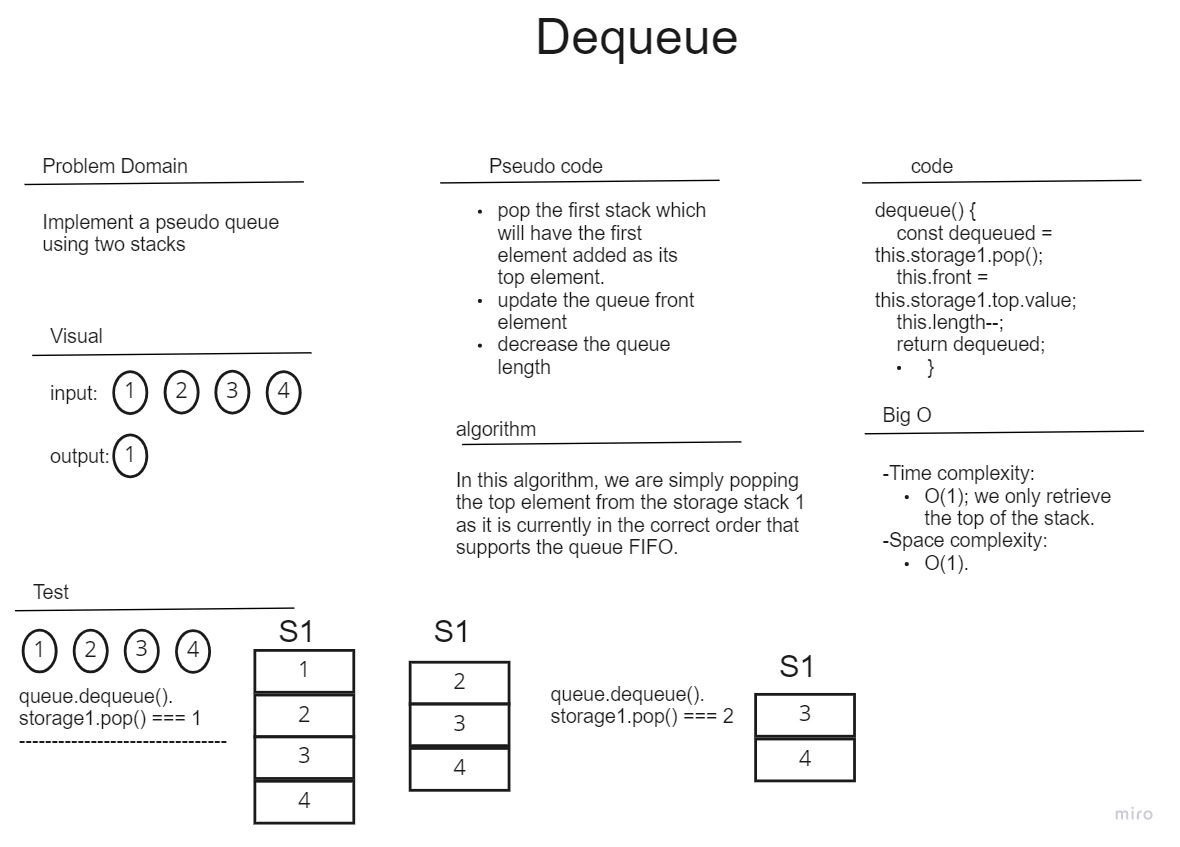 Dequeue
Problem Domain
Implement a pseudo queue
using two stacks
Visual
input: 1 2 3 4
output: 1
Pseudo code
• pop the first stack which
will have the first
element added as its
top element.
• update the queue front
element
• decrease the queue
length
algorithm
In this algorithm, we are simply popping
the top element from the storage stack 1
as it is currently in the correct order that
supports the queue FIFO.
code
dequeue() {
const dequeued =
this.storage1.pop();
this.front =
this.storage1.top.value;
this.length--;
return dequeued;
• }
Big O
-Time complexity:
• O(1); we only retrieve
the top of the stack.
-Space complexity:
• O(1).
Test
1 2 3 4
queue.dequeue().
storage1.pop() === 1
--------------------------------
S1
1
2
3
4
S1
2
3
4
queue.dequeue().
storage1.pop() === 2
S1
3
4
miro